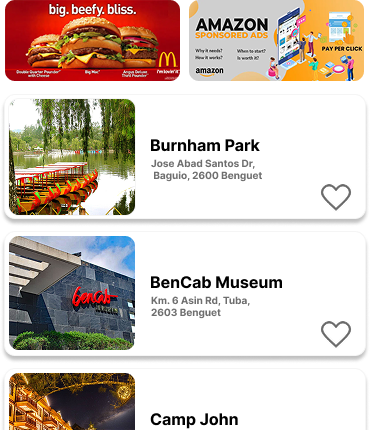 big. beefy. bliss.
Double Quarter Pounder
with Cheese
Big Mac
Angus Deluxe
Third Pounder
i'm lovin' it
AMAZON
SPONSORED ADS
Why it's needs?
When to start?
How it works?
Is worth it?
PAY PER CLICK
amazon
Burnham Park
Jose Abad Santos Dr,
Baguio, 2600 Benguet
BenCab
BenCab Museum
Km. 6 Asin Rd, Tuba,
2603 Benguet
Camp John